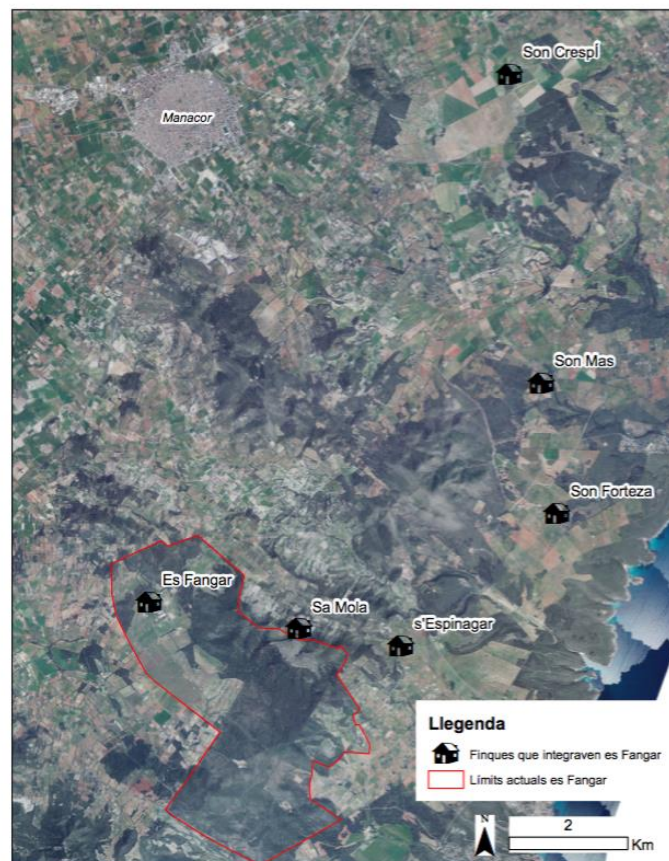 Son Crespí
Manacor
Son Mas
Son Forteza
Es Fangar
Sa Mola
s'Espinagar
Llegenda
Finques que integraven es Fangar
Límits actuals es Fangar
N
2
Km